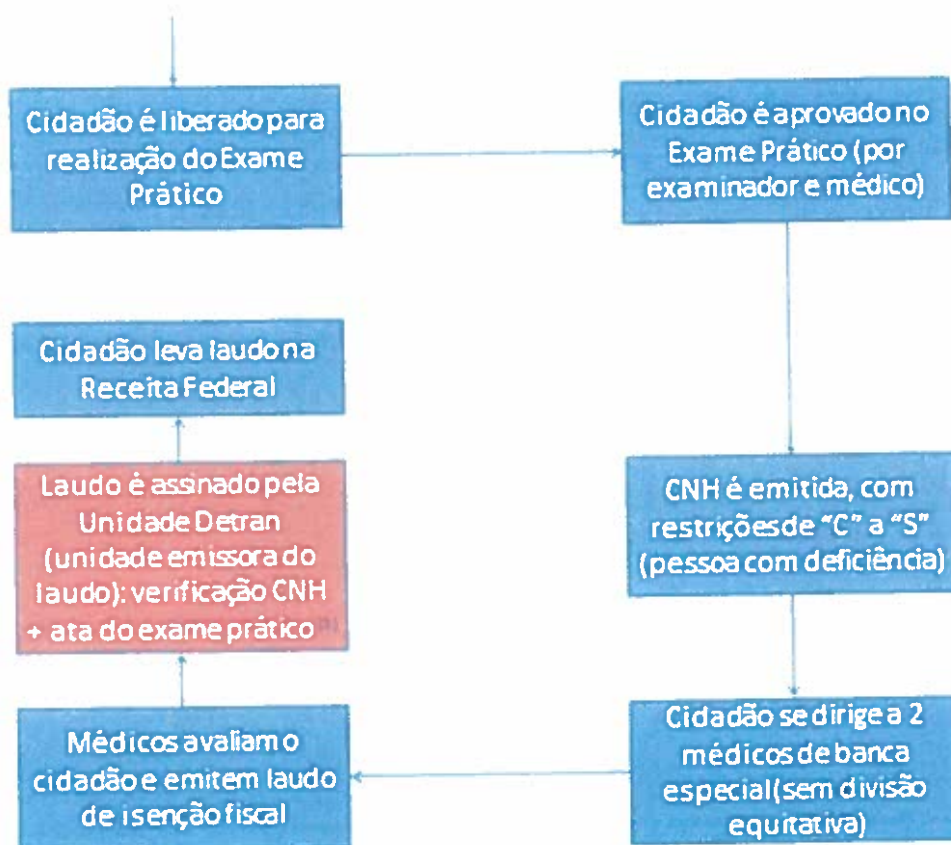 Cidadão é liberado para
realização do Exame
Prático
Cidadão é aprovado no
Exame Prático (por
examinador e médico)
CNH é emitida, com
restrições de “C” a “S”
(pessoa com deficiência)
Cidadão se dirige a 2
médicos de banca
especial (sem divisão
equitativa)
Médicos avaliam o
cidadão e emitem laudo
de isenção fiscal
Laudo é assinado pela
Unidade Detran
(unidade emissora do
laudo): verificação CNH
+ ata do exame prático
Cidadão leva laudo na
Receita Federal